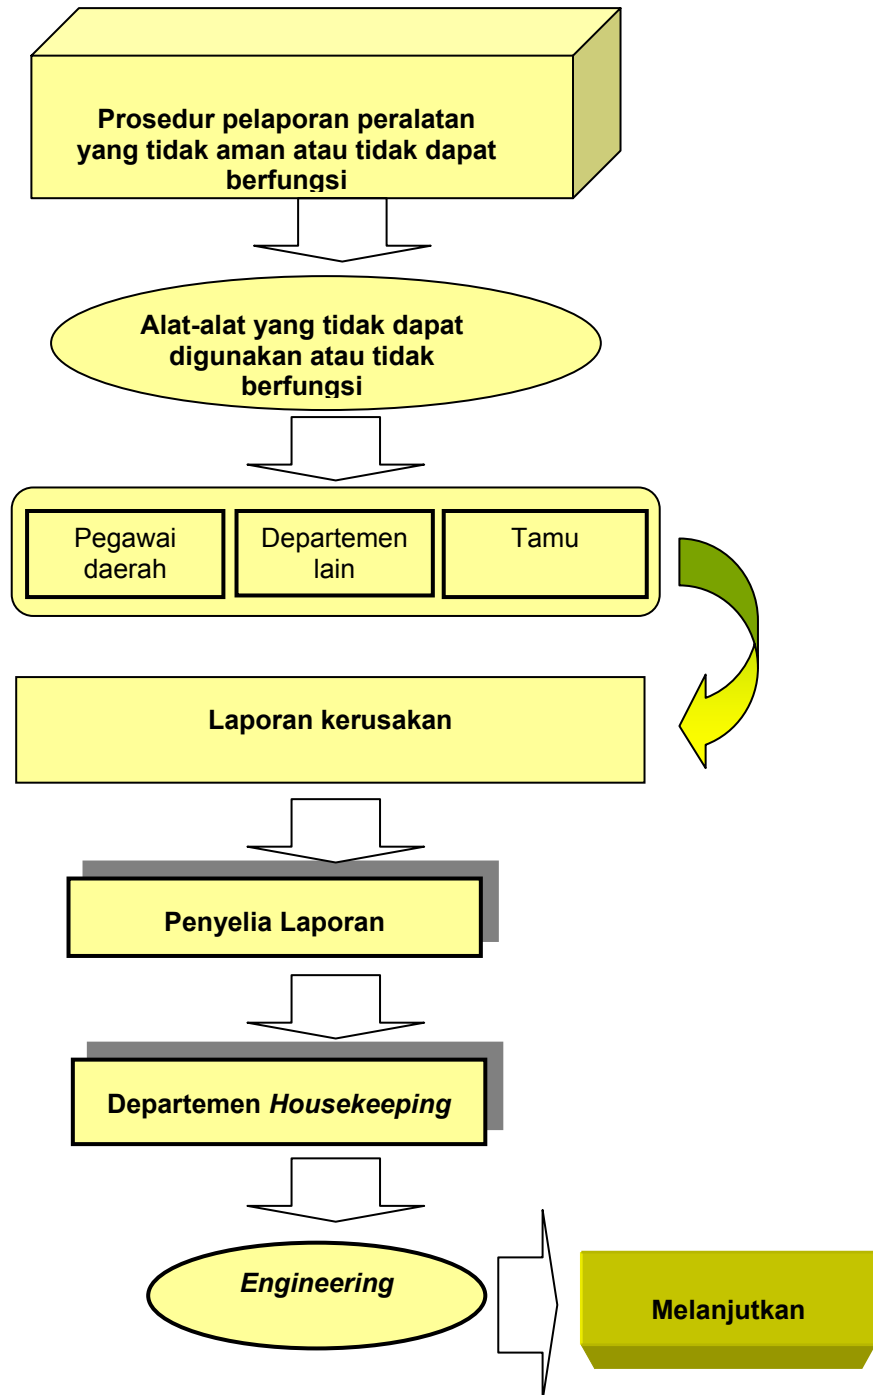 Prosedur pelaporan peralatan
yang tidak aman atau tidak dapat
berfungsi
Alat-alat yang tidak dapat
digunakan atau tidak
berfungsi
Pegawai
daerah
Departemen
lain
Tamu
Laporan kerusakan
Penyelia Laporan
Departemen Housekeeping
Engineering
Melanjutkan